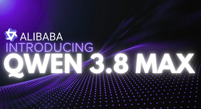 ALIBABA
INTRODUCING
QWEN 3.8 MAX